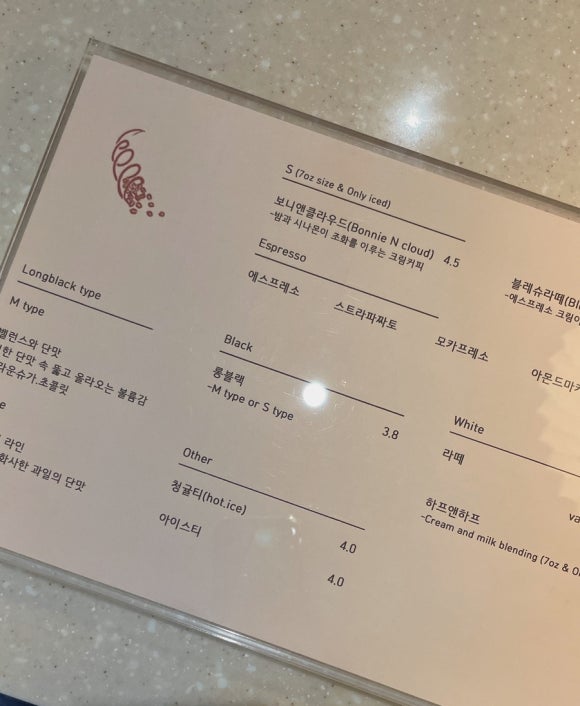 S (7oz size & Only iced)
보니앤클라우드(Bonnie N cloud) 4.5
-밤과 시나몬이 조화를 이루는 크림커피
Espresso
에스프레소
스트라파짜토
모카프레소
아몬드마
블레슈라떼(Bl
-에스프레소 크림이
Longblack type
M type
밸런스와 단맛
한 단맛 속 뚫고 올라오는 볼륨감
라운슈가,초콜릿
라인
화사한 과일의 단맛
Black
롱블랙 3.8
-M type or S type
Other
청귤티(hot.ice) 4.0
아이스티 4.0
White
라떼
va
하프앤하프
-Cream and milk blending (7oz &